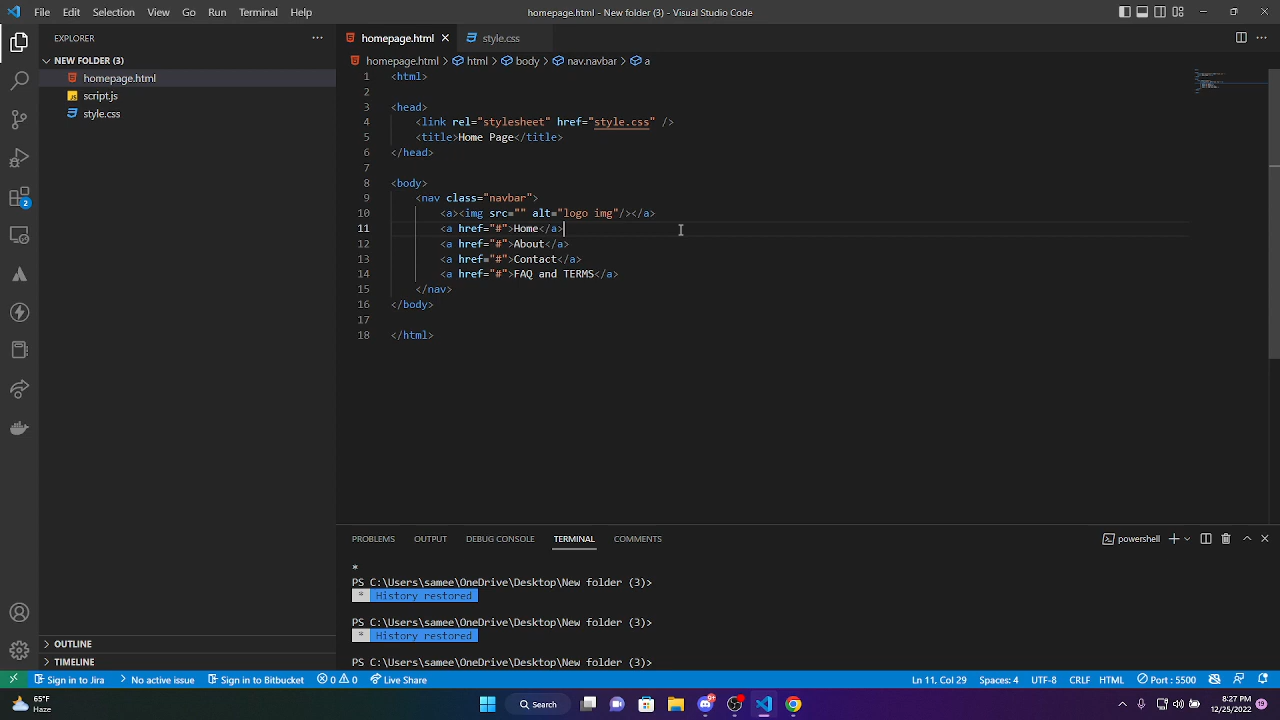 File Edit Selection View Go Run Terminal Help
homepage.html - New folder (3) - Visual Studio Code
EXPLORER
NEW FOLDER (3)
homepage.html
script.js
style.css
OUTLINE
TIMELINE
homepage.html style.css
homepage.html > html > body > nav.navbar > a
1 <html>
2
3 <head>
4 <link rel="stylesheet" href="style.css" />
5 <title>Home Page</title>
6 </head>
7
8 <body>
9 <nav class="navbar">
10 <a><img src="" alt="logo img"/></a>
11 <a href="#">Home</a>
12 <a href="#">About</a>
13 <a href="#">Contact</a>
14 <a href="#">FAQ and TERMS</a>
15 </nav>
16 </body>
17
18 </html>
PROBLEMS OUTPUT DEBUG CONSOLE TERMINAL COMMENTS
powershell
*
PS C:\Users\samee\OneDrive\Desktop\New folder (3)>
* History restored
PS C:\Users\samee\OneDrive\Desktop\New folder (3)>
* History restored
PS C:\Users\samee\OneDrive\Desktop\New folder (3)>
2
Sign in to Jira No active issue Sign in to Bitbucket 0 0 Live Share
Ln 11, Col 29 Spaces: 4 UTF-8 CRLF HTML Port : 5500
65°F
Haze
Search
8:27 PM
12/25/2022